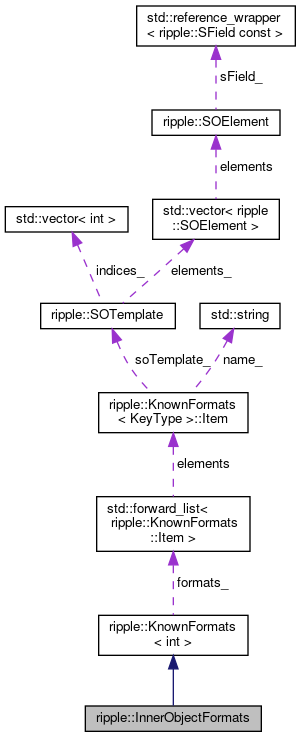 std::reference_wrapper
< ripple::SField const >
sField_
ripple::SOElement
elements
std::vector< ripple
::SOElement >
std::vector< int >
indices_
elements_
ripple::SOTemplate
std::string
soTemplate_
name_
ripple::KnownFormats
< KeyType >::Item
elements
std::forward_list<
ripple::KnownFormats
::Item >
formats_
ripple::KnownFormats
< int >
ripple::InnerObjectFormats